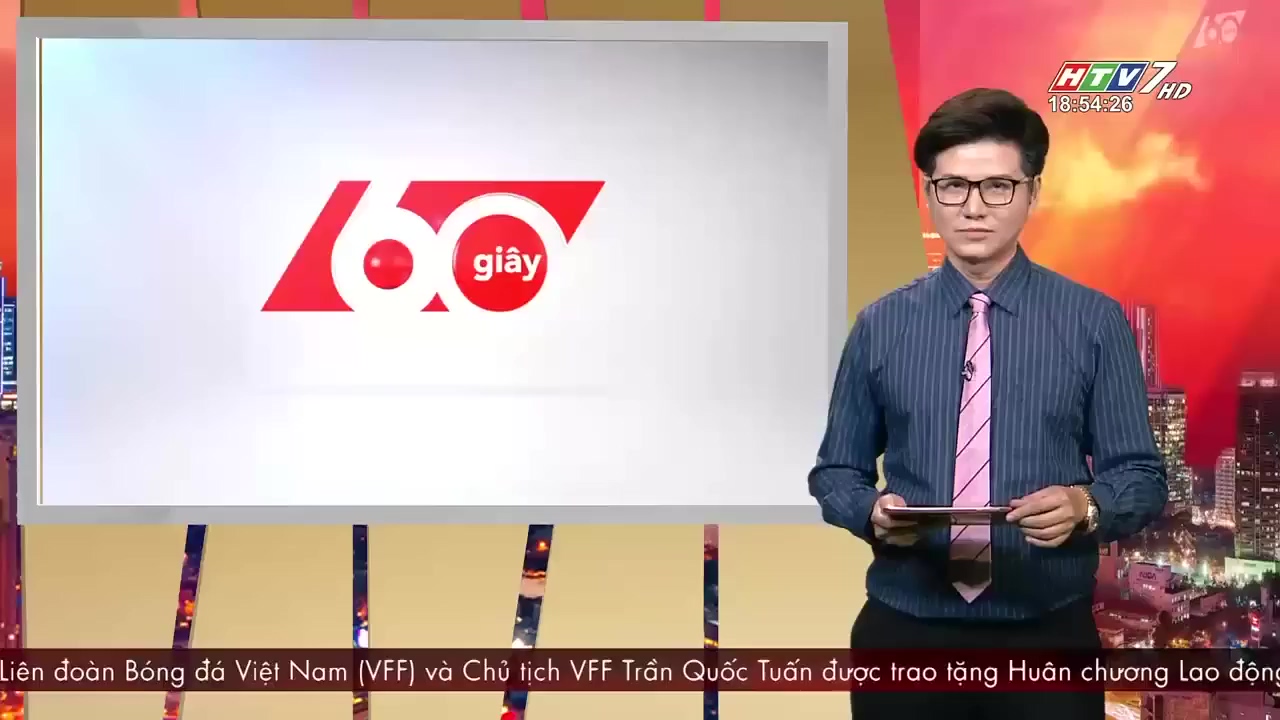 60
HTV7 HD
18:54:26
60
giây
Liên đoàn Bóng đá Việt Nam (VFF) và Chủ tịch VFF Trần Quốc Tuấn được trao tặng Huân chương Lao động